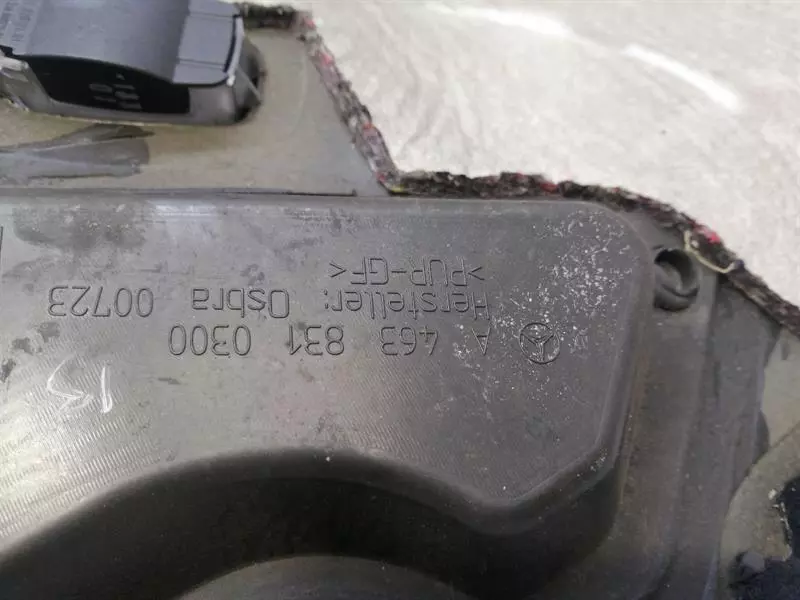 A 463 831 0300
Hersteller: Osbra 00723
>PUR-GF<